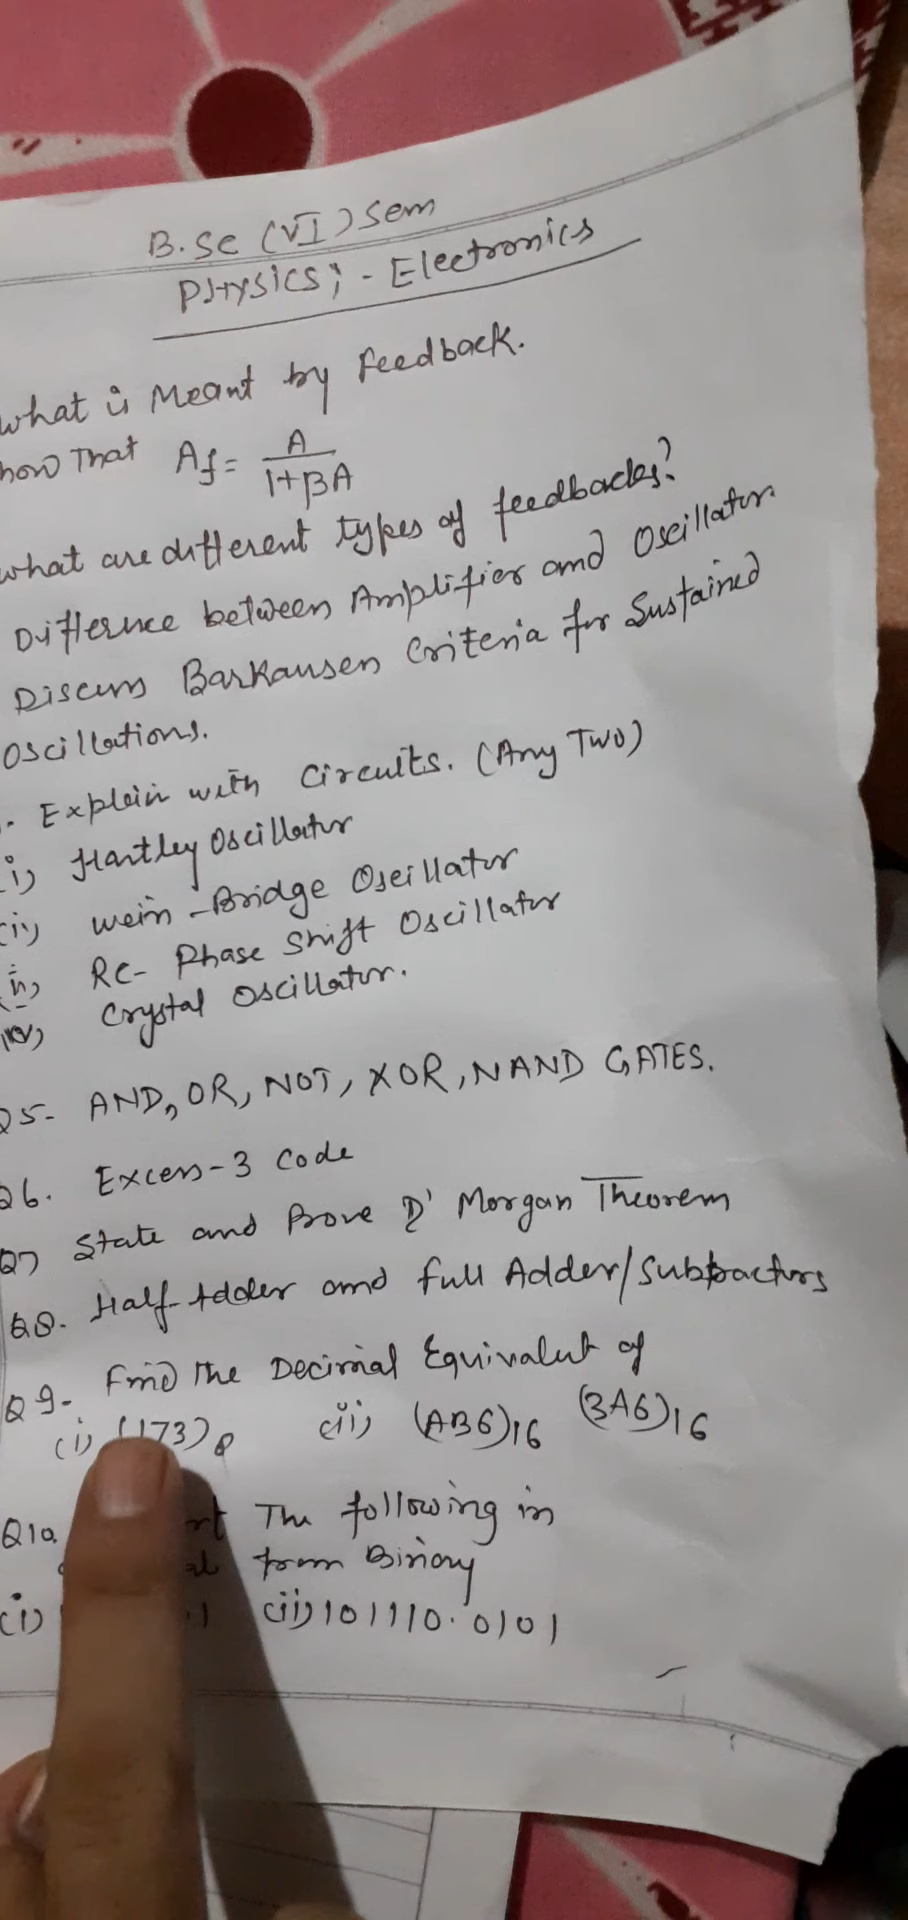 B.Sc (VI) Sem
Physics; - Electronics
what is Meant by Feedback.
how That Af = A / 1+βA
what are different types of feedbacks?
Difference between Amplifier and Oscillator.
Discuss Barkausen Criteria for Sustained
Oscillations.
. Explain with Circuits. (Any Two)
i) Hartley Oscillator
(ii) wein-Bridge Oscillator
iii) RC- Phase Shift Oscillator
iv) Crystal Oscillator.
Q5- AND, OR, NOT, XOR, NAND GATES.
Q6. Excess-3 Code
Q7 State and Prove D' Morgan Theorem
Q8. Half-Adder and full Adder/Subtractors
Q9- Find The Decimal Equivalent of
(i) (173)8 (ii) (AB6)16 (3A6)16
Q10 The following in
from Binary
(i) (ii) 101110.0101